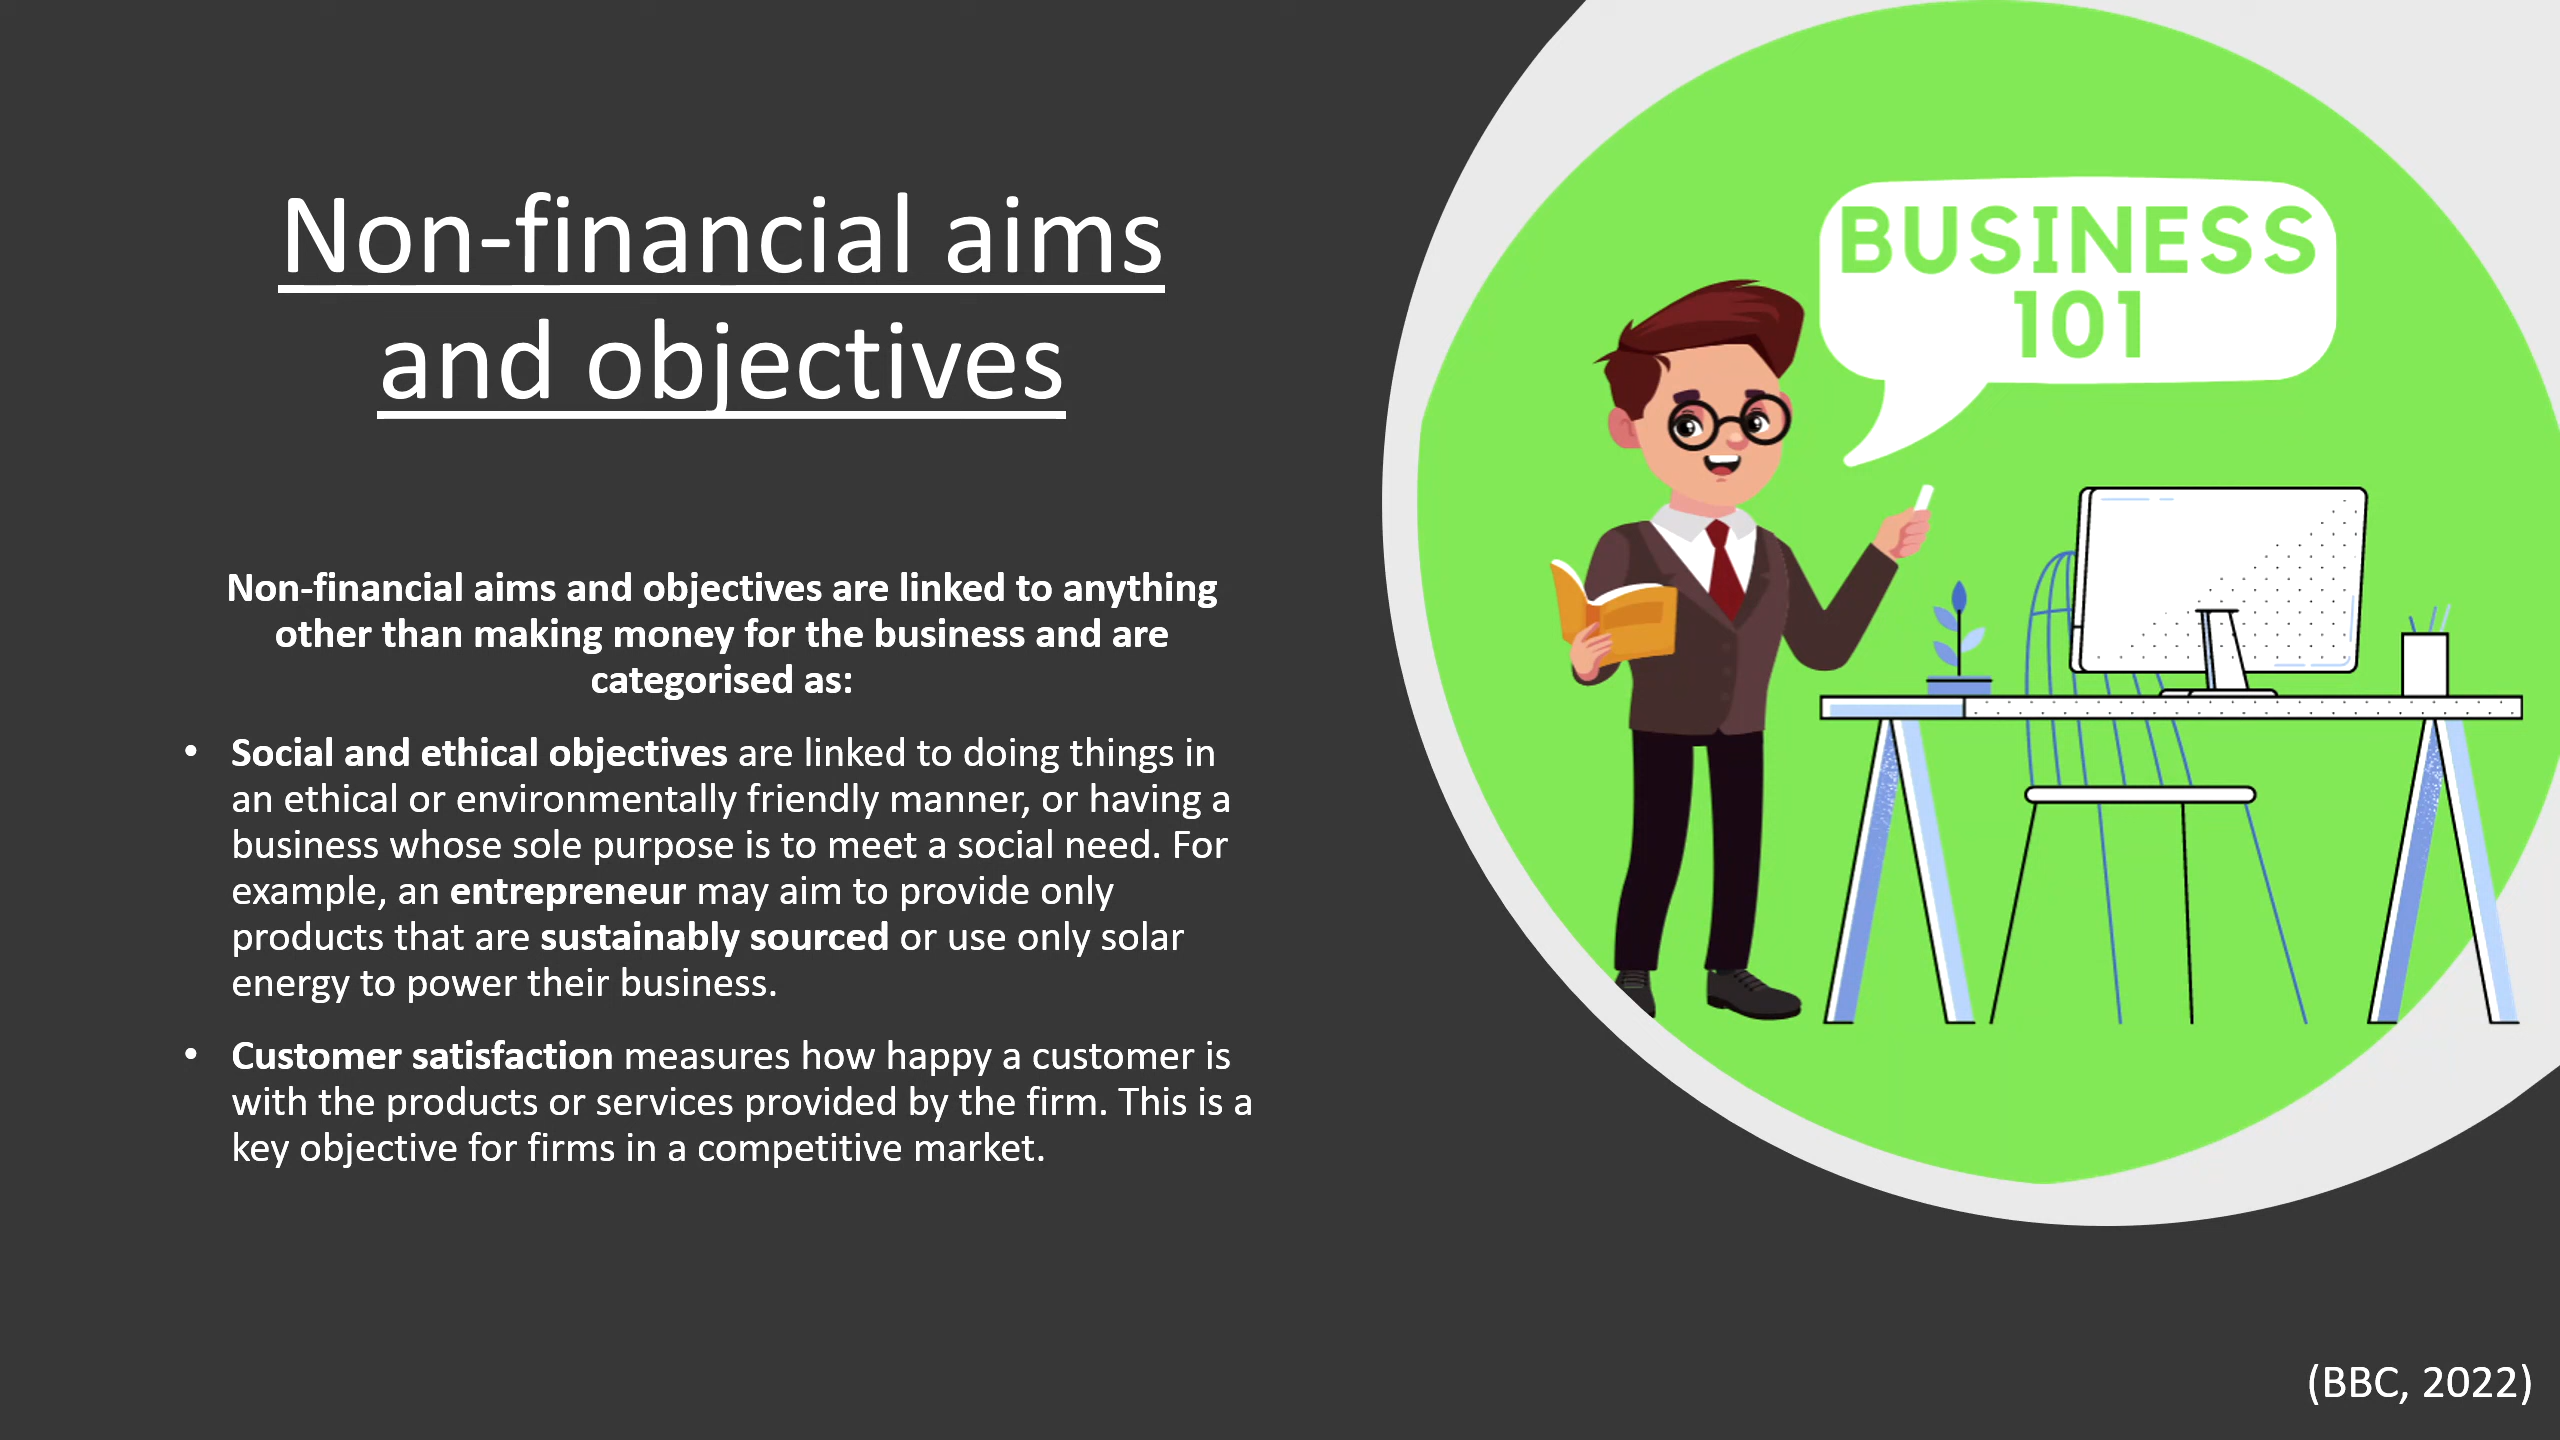 Non-financial aims
and objectives
Non-financial aims and objectives are linked to anything
other than making money for the business and are
categorised as:
• Social and ethical objectives are linked to doing things in
an ethical or environmentally friendly manner, or having a
business whose sole purpose is to meet a social need. For
example, an entrepreneur may aim to provide only
products that are sustainably sourced or use only solar
energy to power their business.
• Customer satisfaction measures how happy a customer is
with the products or services provided by the firm. This is a
key objective for firms in a competitive market.
BUSINESS
101
(BBC, 2022)